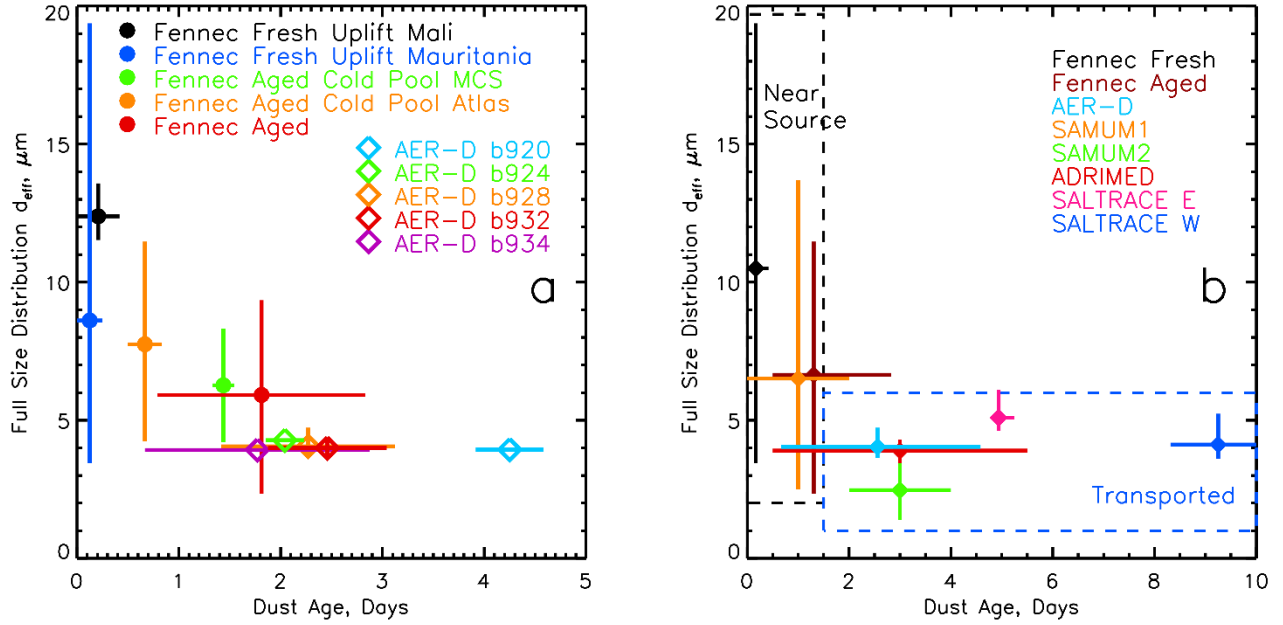 20
15
10
5
0
Full Size Distribution deff, μm
Fennec Fresh Uplift Mali
Fennec Fresh Uplift Mauritania
Fennec Aged Cold Pool MCS
Fennec Aged Cold Pool Atlas
Fennec Aged
AER-D b920
AER-D b924
AER-D b928
AER-D b932
AER-D b934
a
0 1 2 3 4 5
Dust Age, Days
20
15
10
5
0
Full Size Distribution deff, μm
Near
Source
Fennec Fresh
Fennec Aged
AER-D
SAMUM1
SAMUM2
ADRIMED
SALTRACE E
SALTRACE W
b
Transported
0 2 4 6 8 10
Dust Age, Days